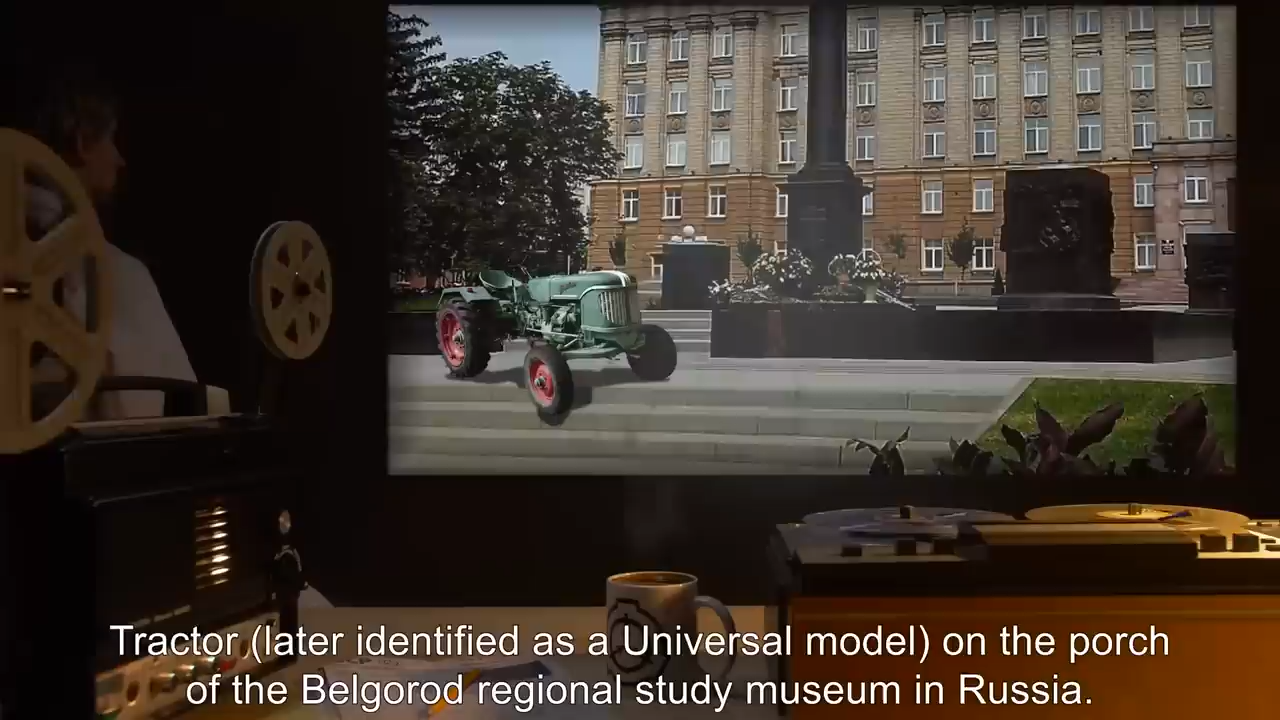 Tractor (later identified as a Universal model) on the porch
of the Belgorod regional study museum in Russia.